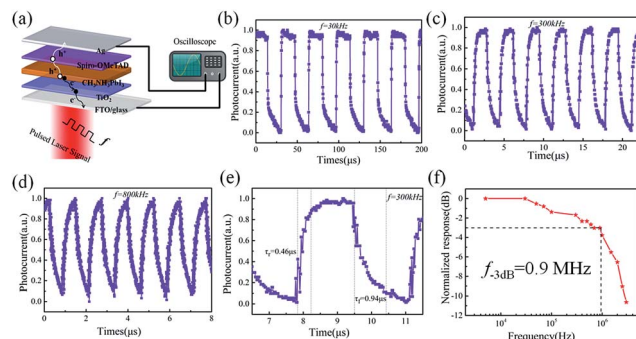 (a)
Oscilloscope
Ag
h+
Spiro-OMeTAD
h+
CH3NH3PbI3
e-
TiO2
e-
FTO/glass
Pulsed Laser Signal
f
(b)
f=30kHz
Photocurrent(a.u.)
1.0
0.8
0.6
0.4
0.2
0.0
0 50 100 150 200
Times(μs)
(c)
f=300kHz
Photocurrent(a.u.)
1.0
0.8
0.6
0.4
0.2
0.0
0 5 10 15 20
Times(μs)
(d)
f=800kHz
Photocurrent(a.u.)
1.0
0.8
0.6
0.4
0.2
0.0
0 2 4 6 8
Times(μs)
(e)
f=300kHz
Photocurrent(a.u.)
1.0
0.8
0.6
0.4
0.2
0.0
τr=0.46μs
τf=0.94μs
7 8 9 10 11
Time(μs)
(f)
Normalized response(dB)
2
0
-2
-4
-6
-8
-10
-12
f-3dB=0.9 MHz
10⁴ 10⁵ 10⁶
Frequency(Hz)